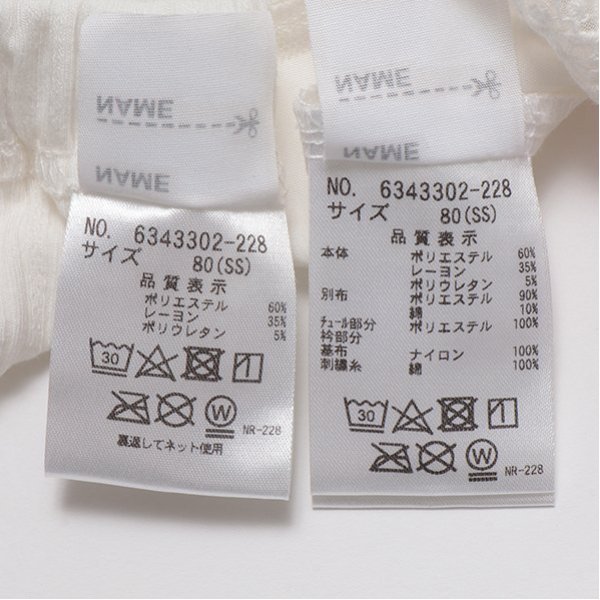 NAME
NAME
NO. 6343302-228
サイズ 80(SS)
品質表示
ポリエステル 60%
レーヨン 35%
ポリウレタン 5%
30
W
NR-228
裏返してネット使用
NAME
NAME
NO. 6343302-228
サイズ 80(SS)
品質表示
本体 ポリエステル 60%
レーヨン 35%
ポリウレタン 5%
別布 ポリエステル 90%
綿 10%
チュール部分 ポリエステル 100%
衿部分
基布 ナイロン 100%
刺繍糸 綿 100%
30
W
NR-228